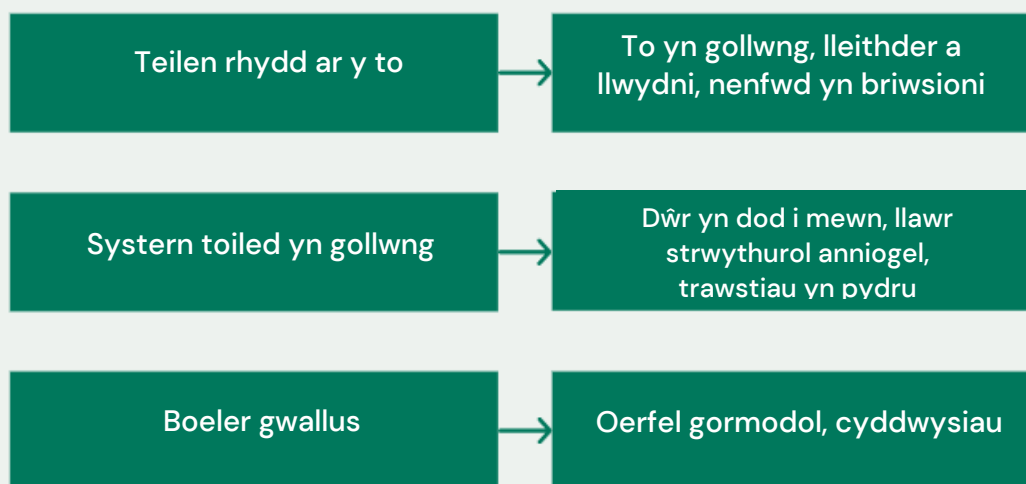 Teilen rhydd ar y to
To yn gollwng, lleithder a
llwydni, nenfwd yn briwsioni
Systern toiled yn gollwng
Dŵr yn dod i mewn, llawr
strwythurol anniogel,
trawstiau yn pydru
Boeler gwallus
Oerfel gormodol, cyddwysiau